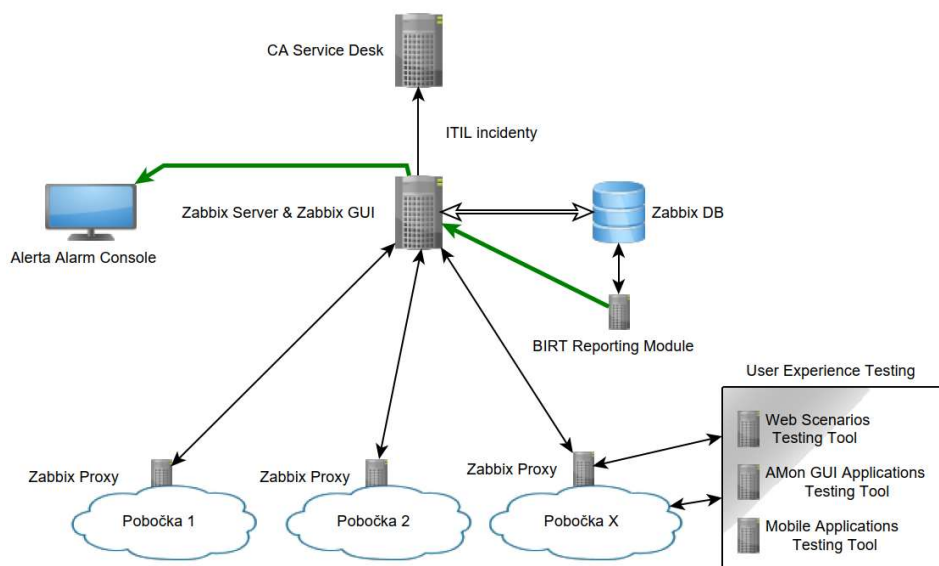 CA Service Desk
ITIL incidenty
Zabbix Server & Zabbix GUI
Zabbix DB
Alerta Alarm Console
BIRT Reporting Module
User Experience Testing
Web Scenarios
Testing Tool
AMon GUI Applications
Testing Tool
Mobile Applications
Testing Tool
Zabbix Proxy
Zabbix Proxy
Zabbix Proxy
Pobočka 1
Pobočka 2
Pobočka X